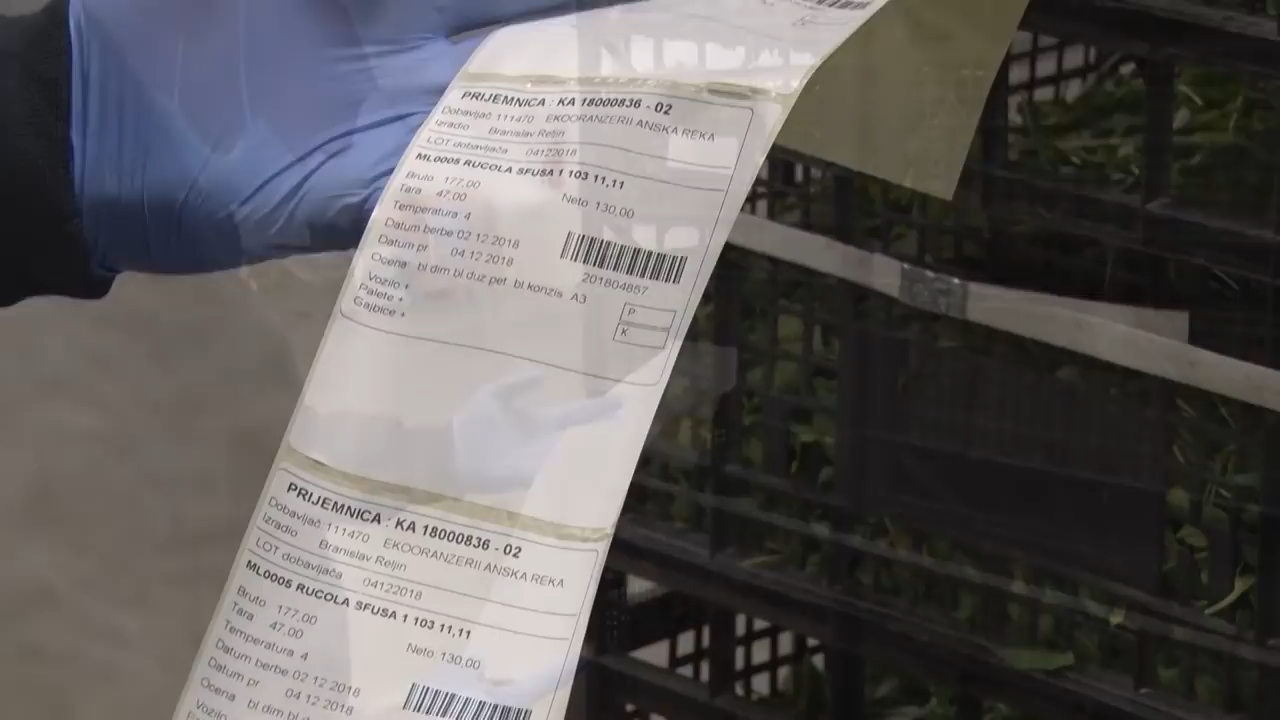 PRIJEMNICA : KA 18000836 - 02
Dobavljač 111470 EKOORANZERII ANSKA REKA
Izradio Branislav Reljin
LOT dobavljača 04122018
ML0005 RUCOLA SFUSA 1 103 11,11
Bruto 177,00
Tara 47.00 Neto 130,00
Temperatura 4
Datum berbe 02 12 2018
Datum pr 04 12 2018
Ocena bl dim bl duz pet bl konzis A3
201804857
Vozilo +
Palete +
Gajbice +
P
K
PRIJEMNICA : KA 18000836 - 02
Dobavljač 111470 EKOORANZERII ANSKA REKA
Izradio Branislav Reljin
LOT dobavljača 04122018
ML0005 RUCOLA SFUSA 1 103 11,11
Bruto 177,00
Tara 47.00 Neto 130,00
Temperatura 4
Datum berbe 02 12 2018
Datum pr 04 12 2018
Ocena bl dim bl
Vozilo